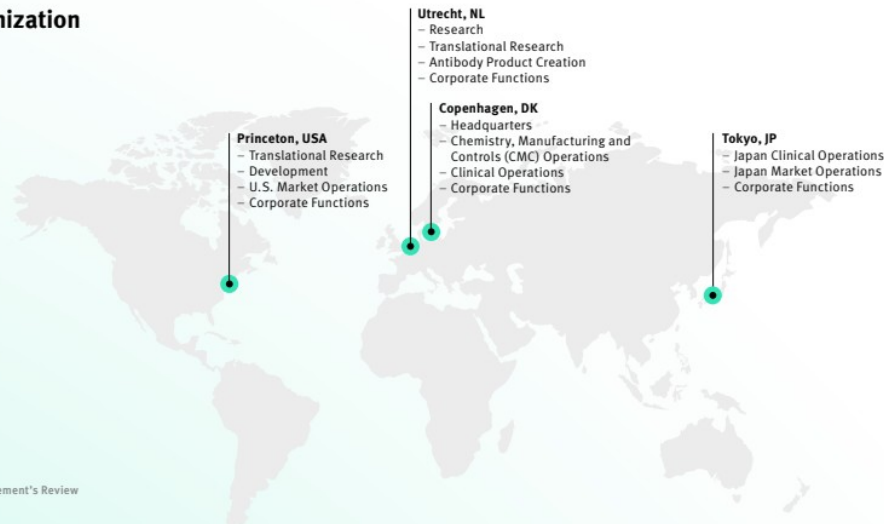 nization
Utrecht, NL
– Research
– Translational Research
– Antibody Product Creation
– Corporate Functions
Copenhagen, DK
– Headquarters
– Chemistry, Manufacturing and
Controls (CMC) Operations
– Clinical Operations
– Corporate Functions
Princeton, USA
– Translational Research
– Development
– U.S. Market Operations
– Corporate Functions
Tokyo, JP
– Japan Clinical Operations
– Japan Market Operations
– Corporate Functions
ement's Review